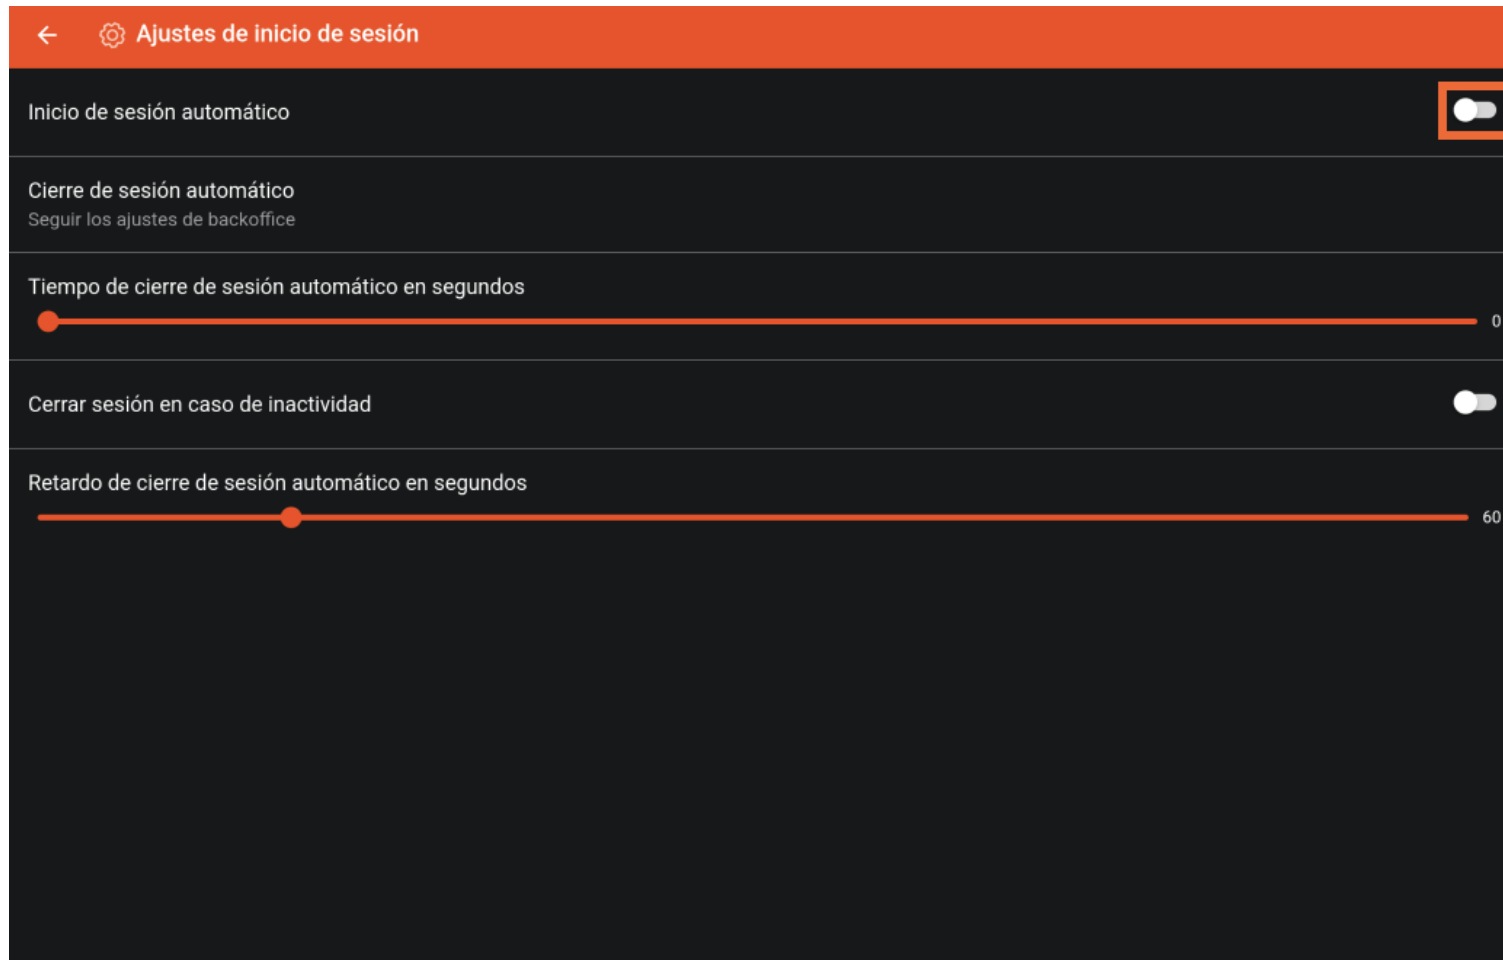 Ajustes de inicio de sesión
Inicio de sesión automático
Cierre de sesión automático
Seguir los ajustes de backoffice
Tiempo de cierre de sesión automático en segundos
0
Cerrar sesión en caso de inactividad
Retardo de cierre de sesión automático en segundos
60